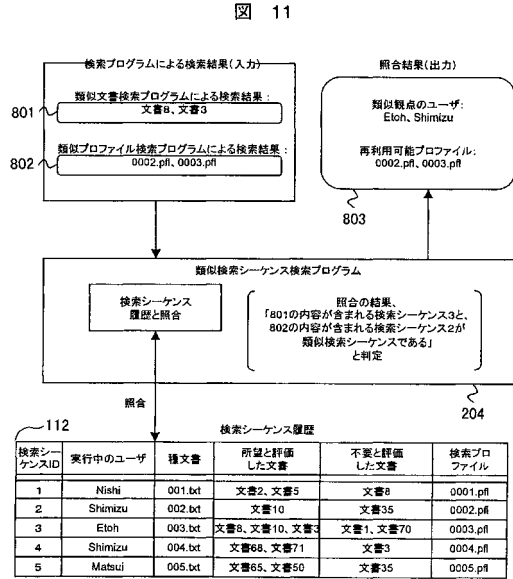 図 11
検索プログラムによる検索結果(入力)
類似文書検索プログラムによる検索結果:
801
文書8、文書3
類似プロファイル検索プログラムによる検索結果:
802
0002.pfl、0003.pfl
照合結果(出力)
類似観点のユーザ:
Etoh、Shimizu
再利用可能プロファイル:
0002.pfl、0003.pfl
803
類似検索シーケンス検索プログラム
検索シーケンス
履歴と照合
照合の結果、
「801の内容が含まれる検索シーケンス3と、
802の内容が含まれる検索シーケンス2が
類似検索シーケンスである」
と判定
204
照合
112
検索シーケンス履歴
検索シーケンスID 実行中のユーザ 種文書 所望と評価した文書 不要と評価した文書 検索プロファイル
1 Nishi 001.txt 文書2、文書5 文書8 0001.pfl
2 Shimizu 002.txt 文書10 文書35 0002.pfl
3 Etoh 003.txt 文書8、文書10、文書3 文書1、文書70 0003.pfl
4 Shimizu 004.txt 文書68、文書71 文書3 0004.pfl
5 Matsui 005.txt 文書65、文書50 文書35 0005.pfl